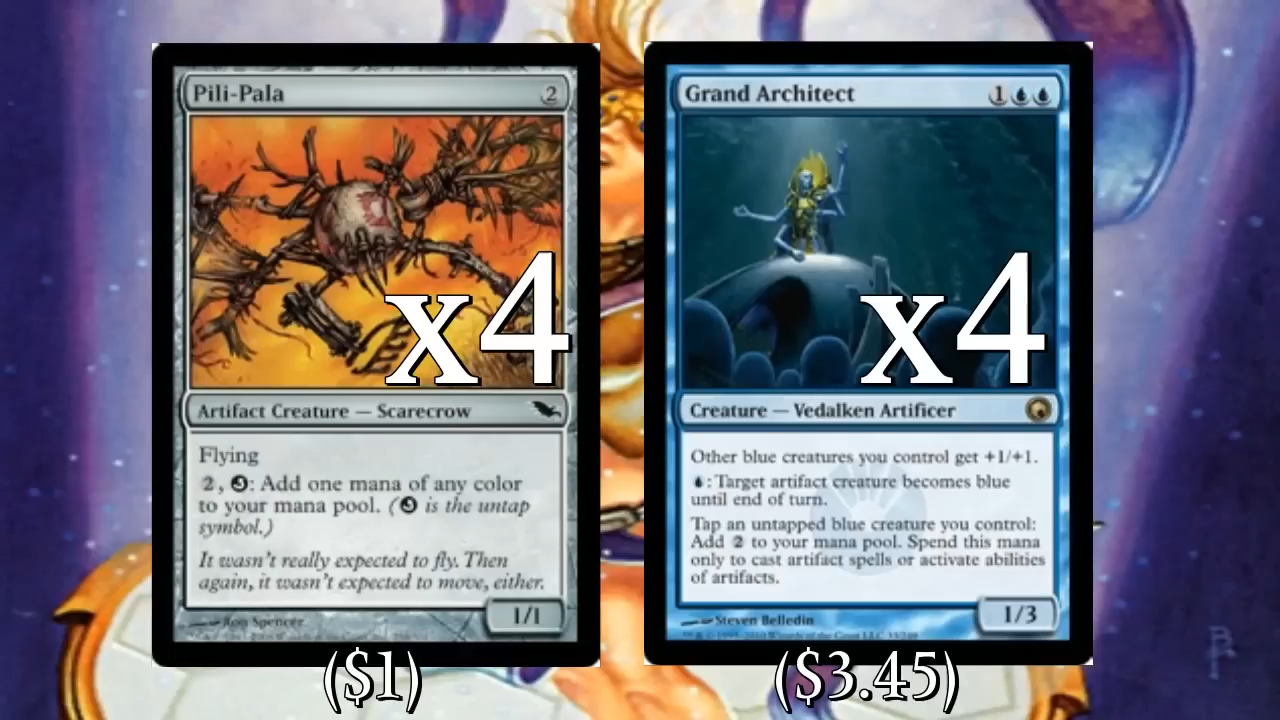 Pili-Pala 2
x4
Artifact Creature — Scarecrow
Flying
2, : Add one mana of any color
to your mana pool. ( is the untap
symbol.)
It wasn't really expected to fly. Then
again, it wasn't expected to move, either.
1/1
Ron Spencer
($1)
Grand Architect 1
x4
Creature — Vedalken Artificer
Other blue creatures you control get +1/+1.
: Target artifact creature becomes blue
until end of turn.
Tap an untapped blue creature you control:
Add 2 to your mana pool. Spend this mana
only to cast artifact spells or activate abilities
of artifacts.
1/3
Steven Belledin
($3.45)